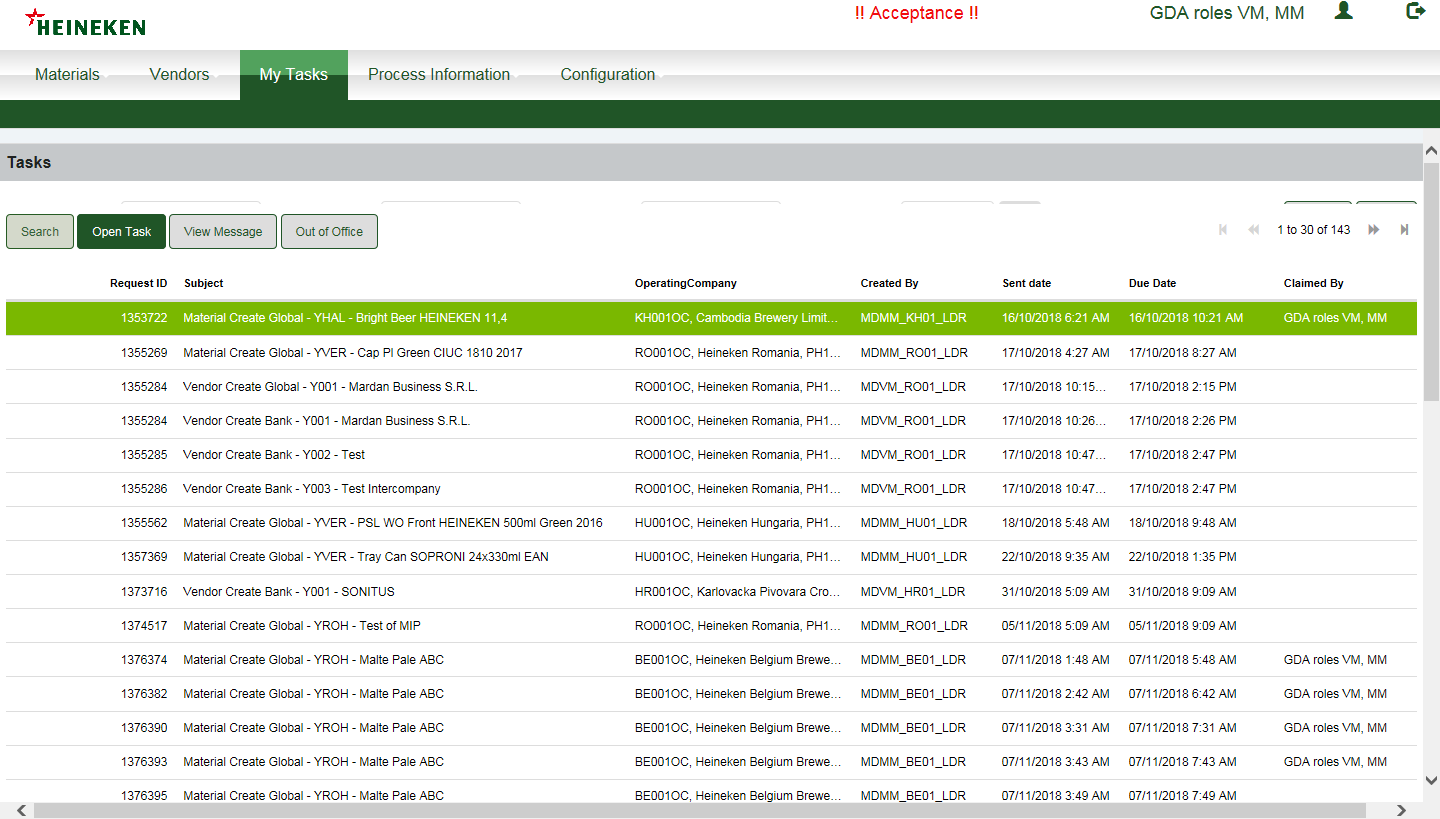 HEINEKEN !! Acceptance !! GDA roles VM, MM
Materials Vendors My Tasks Process Information Configuration
Tasks
Search Open Task View Message Out of Office 1 to 30 of 143
Request ID Subject OperatingCompany Created By Sent date Due Date Claimed By
1353722 Material Create Global - YHAL - Bright Beer HEINEKEN 11,4 KH001OC, Cambodia Brewery Limit... MDMM_KH01_LDR 16/10/2018 6:21 AM 16/10/2018 10:21 AM GDA roles VM, MM
1355269 Material Create Global - YVER - Cap Pl Green CIUC 1810 2017 RO001OC, Heineken Romania, PH1... MDMM_RO01_LDR 17/10/2018 4:27 AM 17/10/2018 8:27 AM
1355284 Vendor Create Global - Y001 - Mardan Business S.R.L. RO001OC, Heineken Romania, PH1... MDVM_RO01_LDR 17/10/2018 10:15... 17/10/2018 2:15 PM
1355284 Vendor Create Bank - Y001 - Mardan Business S.R.L. RO001OC, Heineken Romania, PH1... MDVM_RO01_LDR 17/10/2018 10:26... 17/10/2018 2:26 PM
1355285 Vendor Create Bank - Y002 - Test RO001OC, Heineken Romania, PH1... MDVM_RO01_LDR 17/10/2018 10:47... 17/10/2018 2:47 PM
1355286 Vendor Create Bank - Y003 - Test Intercompany RO001OC, Heineken Romania, PH1... MDVM_RO01_LDR 17/10/2018 10:47... 17/10/2018 2:47 PM
1355562 Material Create Global - YVER - PSL WO Front HEINEKEN 500ml Green 2016 HU001OC, Heineken Hungaria, PH1... MDMM_HU01_LDR 18/10/2018 5:48 AM 18/10/2018 9:48 AM
1357369 Material Create Global - YVER - Tray Can SOPRONI 24x330ml EAN HU001OC, Heineken Hungaria, PH1... MDMM_HU01_LDR 22/10/2018 9:35 AM 22/10/2018 1:35 PM
1373716 Vendor Create Bank - Y001 - SONITUS HR001OC, Karlovacka Pivovara Cro... MDVM_HR01_LDR 31/10/2018 5:09 AM 31/10/2018 9:09 AM
1374517 Material Create Global - YROH - Test of MIP RO001OC, Heineken Romania, PH1... MDMM_RO01_LDR 05/11/2018 5:09 AM 05/11/2018 9:09 AM
1376374 Material Create Global - YROH - Malte Pale ABC BE001OC, Heineken Belgium Brewe... MDMM_BE01_LDR 07/11/2018 1:48 AM 07/11/2018 5:48 AM GDA roles VM, MM
1376382 Material Create Global - YROH - Malte Pale ABC BE001OC, Heineken Belgium Brewe... MDMM_BE01_LDR 07/11/2018 2:42 AM 07/11/2018 6:42 AM GDA roles VM, MM
1376390 Material Create Global - YROH - Malte Pale ABC BE001OC, Heineken Belgium Brewe... MDMM_BE01_LDR 07/11/2018 3:31 AM 07/11/2018 7:31 AM GDA roles VM, MM
1376393 Material Create Global - YROH - Malte Pale ABC BE001OC, Heineken Belgium Brewe... MDMM_BE01_LDR 07/11/2018 3:43 AM 07/11/2018 7:43 AM GDA roles VM, MM
1376395 Material Create Global - YROH - Malte Pale ABC BE001OC, Heineken Belgium Brewe... MDMM_BE01_LDR 07/11/2018 3:49 AM 07/11/2018 7:49 AM